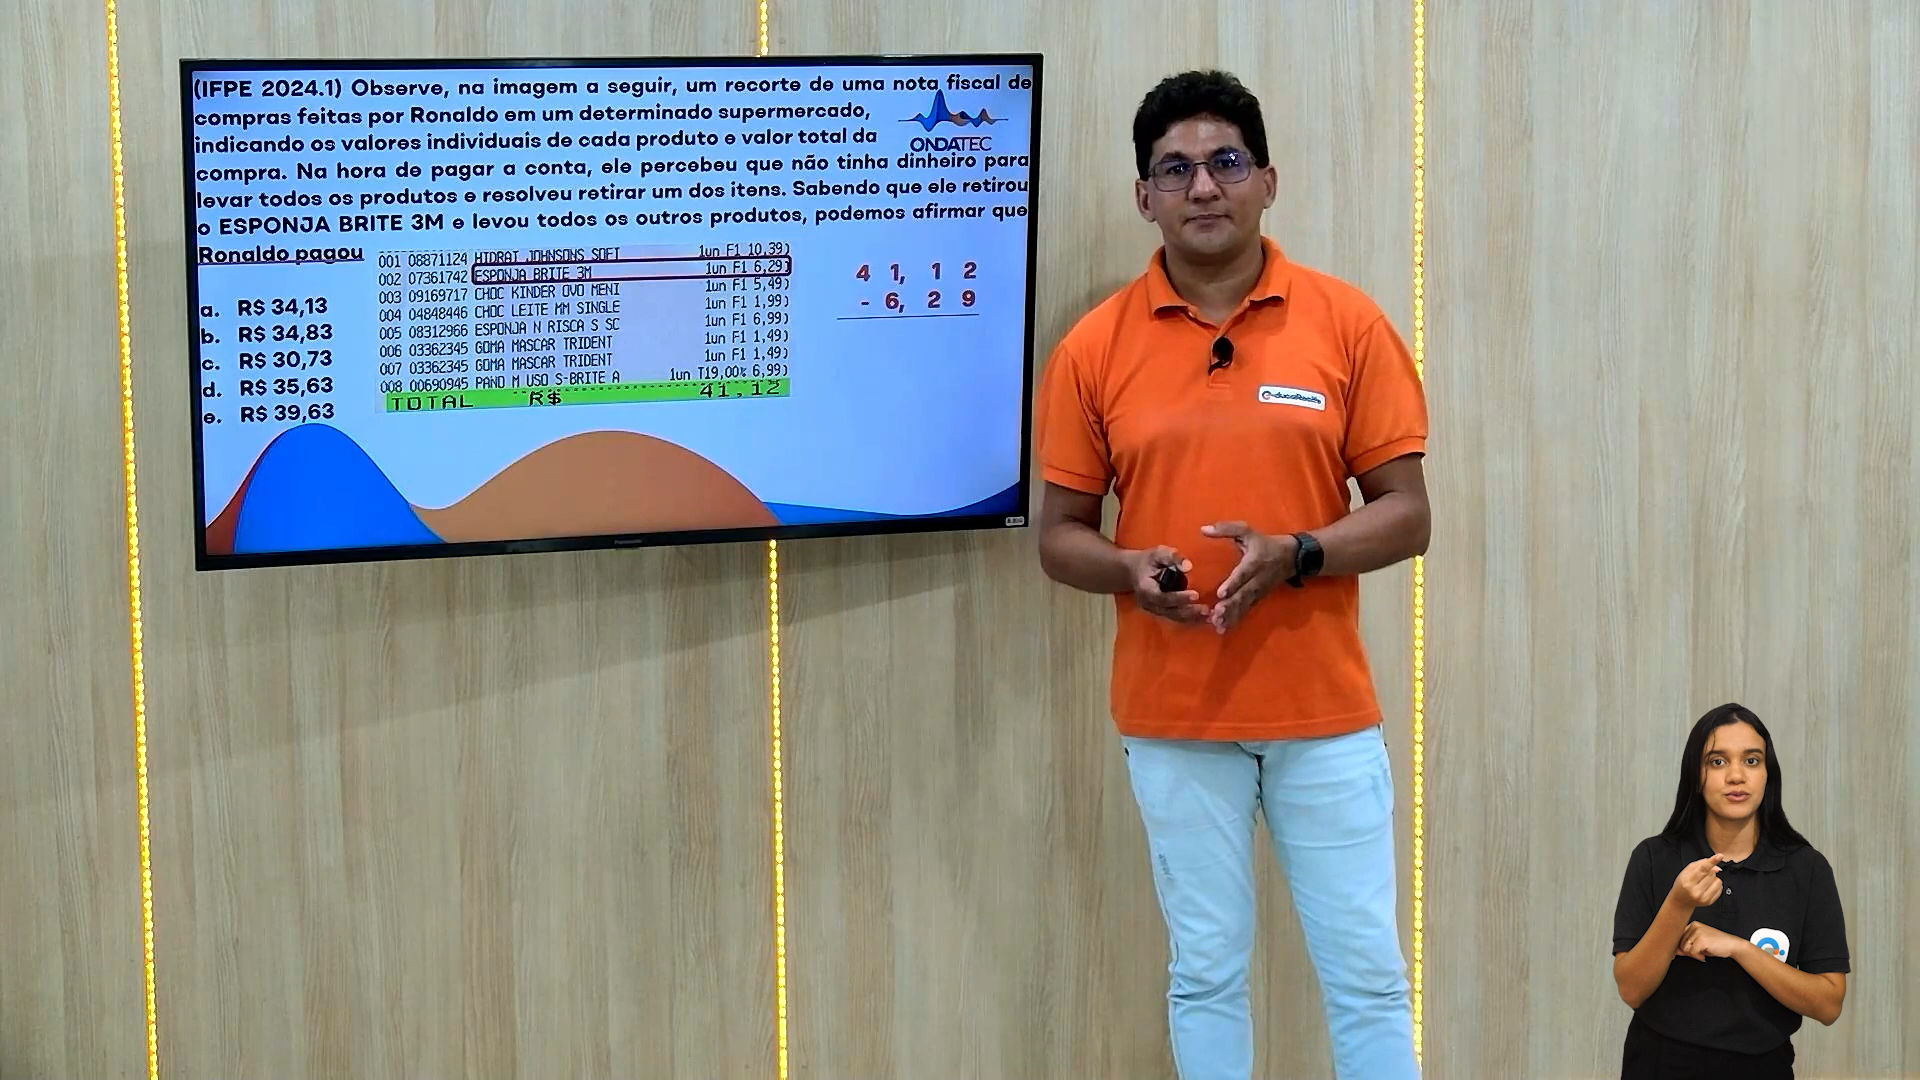 (IFPE 2024.1) Observe, na imagem a seguir, um recorte de uma nota fiscal de
compras feitas por Ronaldo em um determinado supermercado,
indicando os valores individuais de cada produto e valor total da
compra. Na hora de pagar a conta, ele percebeu que não tinha dinheiro para
levar todos os produtos e resolveu retirar um dos itens. Sabendo que ele retirou
o ESPONJA BRITE 3M e levou todos os outros produtos, podemos afirmar que
Ronaldo pagou
ONDATEC
a. R$ 34,13
b. R$ 34,83
c. R$ 30,73
d. R$ 35,63
e. R$ 39,63
001 08871124 HIDRAT JOHNSONS SOFT 1un F1 10,39)
002 07361742 ESPONJA BRITE 3M 1un F1 6,29)
003 09169717 CHOC KINDER OVO MENI 1un F1 5,49)
004 04848446 CHOC LEITE MM SINGLE 1un F1 1,99)
005 08312966 ESPONJA N RISCA S SC 1un F1 6,99)
006 03362345 GOMA MASCAR TRIDENT 1un F1 1,49)
007 03362345 GOMA MASCAR TRIDENT 1un F1 1,49)
008 00690945 PANO M USO S-BRITE A 1un T19,00% 6,99)
TOTAL R$ 41,12
4 1, 1 2
- 6, 2 9
e-ducaRecife